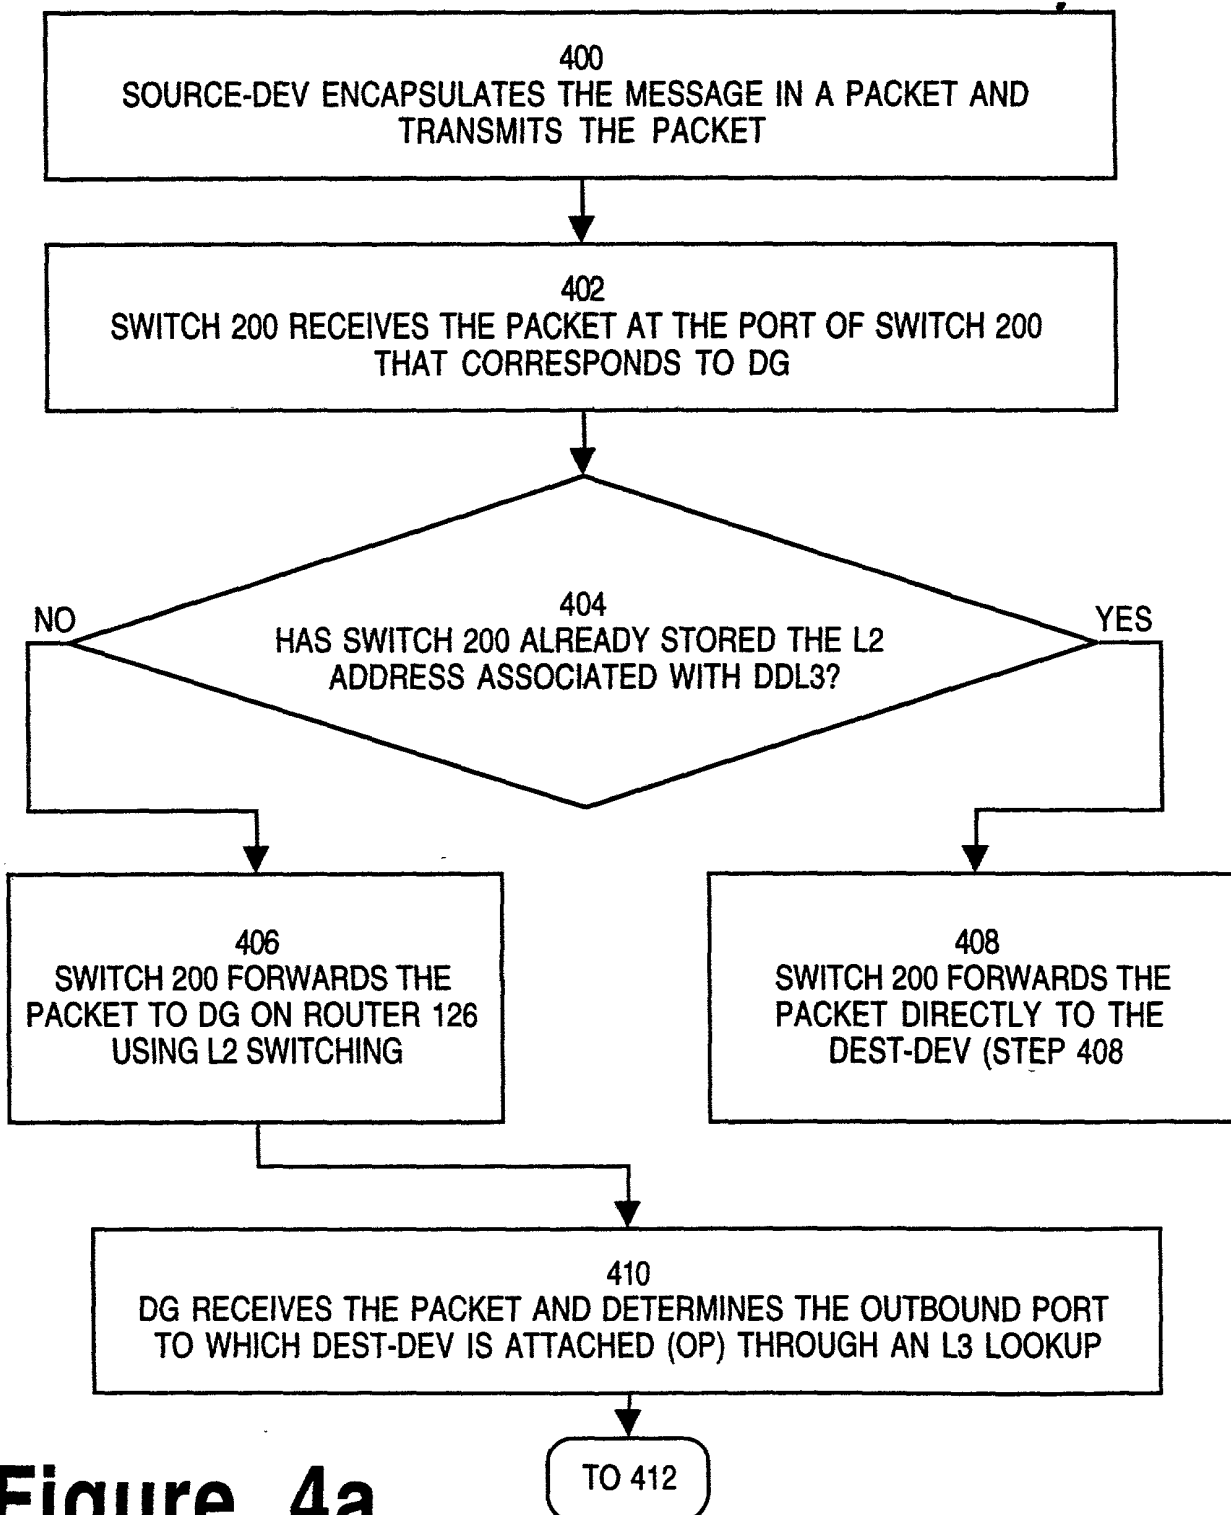 400
SOURCE-DEV ENCAPSULATES THE MESSAGE IN A PACKET AND
TRANSMITS THE PACKET
402
SWITCH 200 RECEIVES THE PACKET AT THE PORT OF SWITCH 200
THAT CORRESPONDS TO DG
404
HAS SWITCH 200 ALREADY STORED THE L2
ADDRESS ASSOCIATED WITH DDL3?
NO
YES
406
SWITCH 200 FORWARDS THE
PACKET TO DG ON ROUTER 126
USING L2 SWITCHING
408
SWITCH 200 FORWARDS THE
PACKET DIRECTLY TO THE
DEST-DEV (STEP 408
410
DG RECEIVES THE PACKET AND DETERMINES THE OUTBOUND PORT
TO WHICH DEST-DEV IS ATTACHED (OP) THROUGH AN L3 LOOKUP
TO 412
Figure 4a